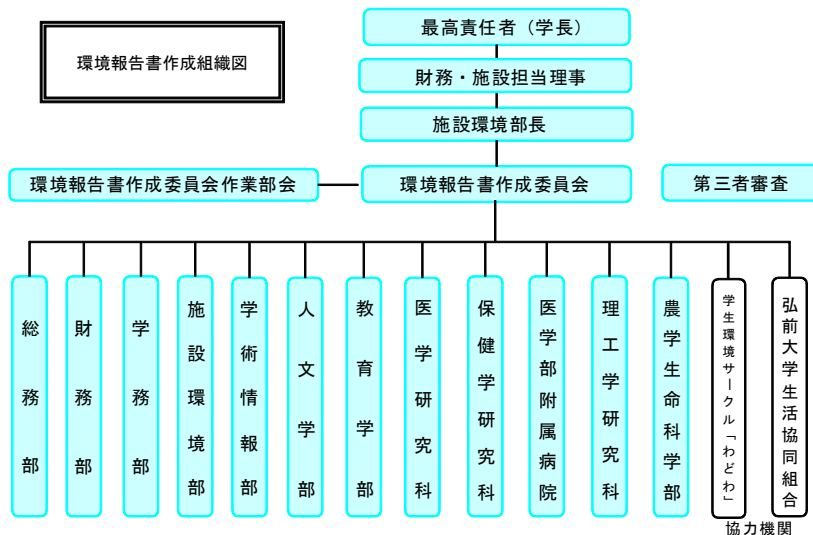 最高責任者（学長）
環境報告書作成組織図
財務・施設担当理事
施設環境部長
環境報告書作成委員会作業部会
環境報告書作成委員会
第三者審査
総務部
財務部
学務部
施設環境部
学術情報部
人文学部
教育学部
医学研究科
保健学研究科
医学部附属病院
理工学研究科
農学生命科学部
学生環境サークル「わどわ」
弘前大学生活協同組合
協力機関